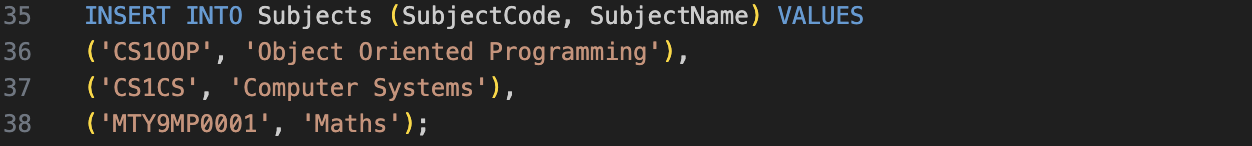 35 INSERT INTO Subjects (SubjectCode, SubjectName) VALUES
36 ('CS1OOP', 'Object Oriented Programming'),
37 ('CS1CS', 'Computer Systems'),
38 ('MTY9MP0001', 'Maths');